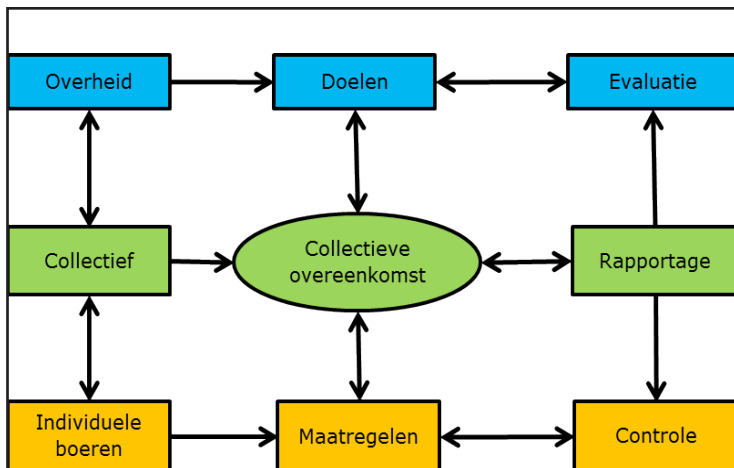 Overheid
Doelen
Evaluatie
Collectief
Collectieve
overeenkomst
Rapportage
Individuele
boeren
Maatregelen
Controle